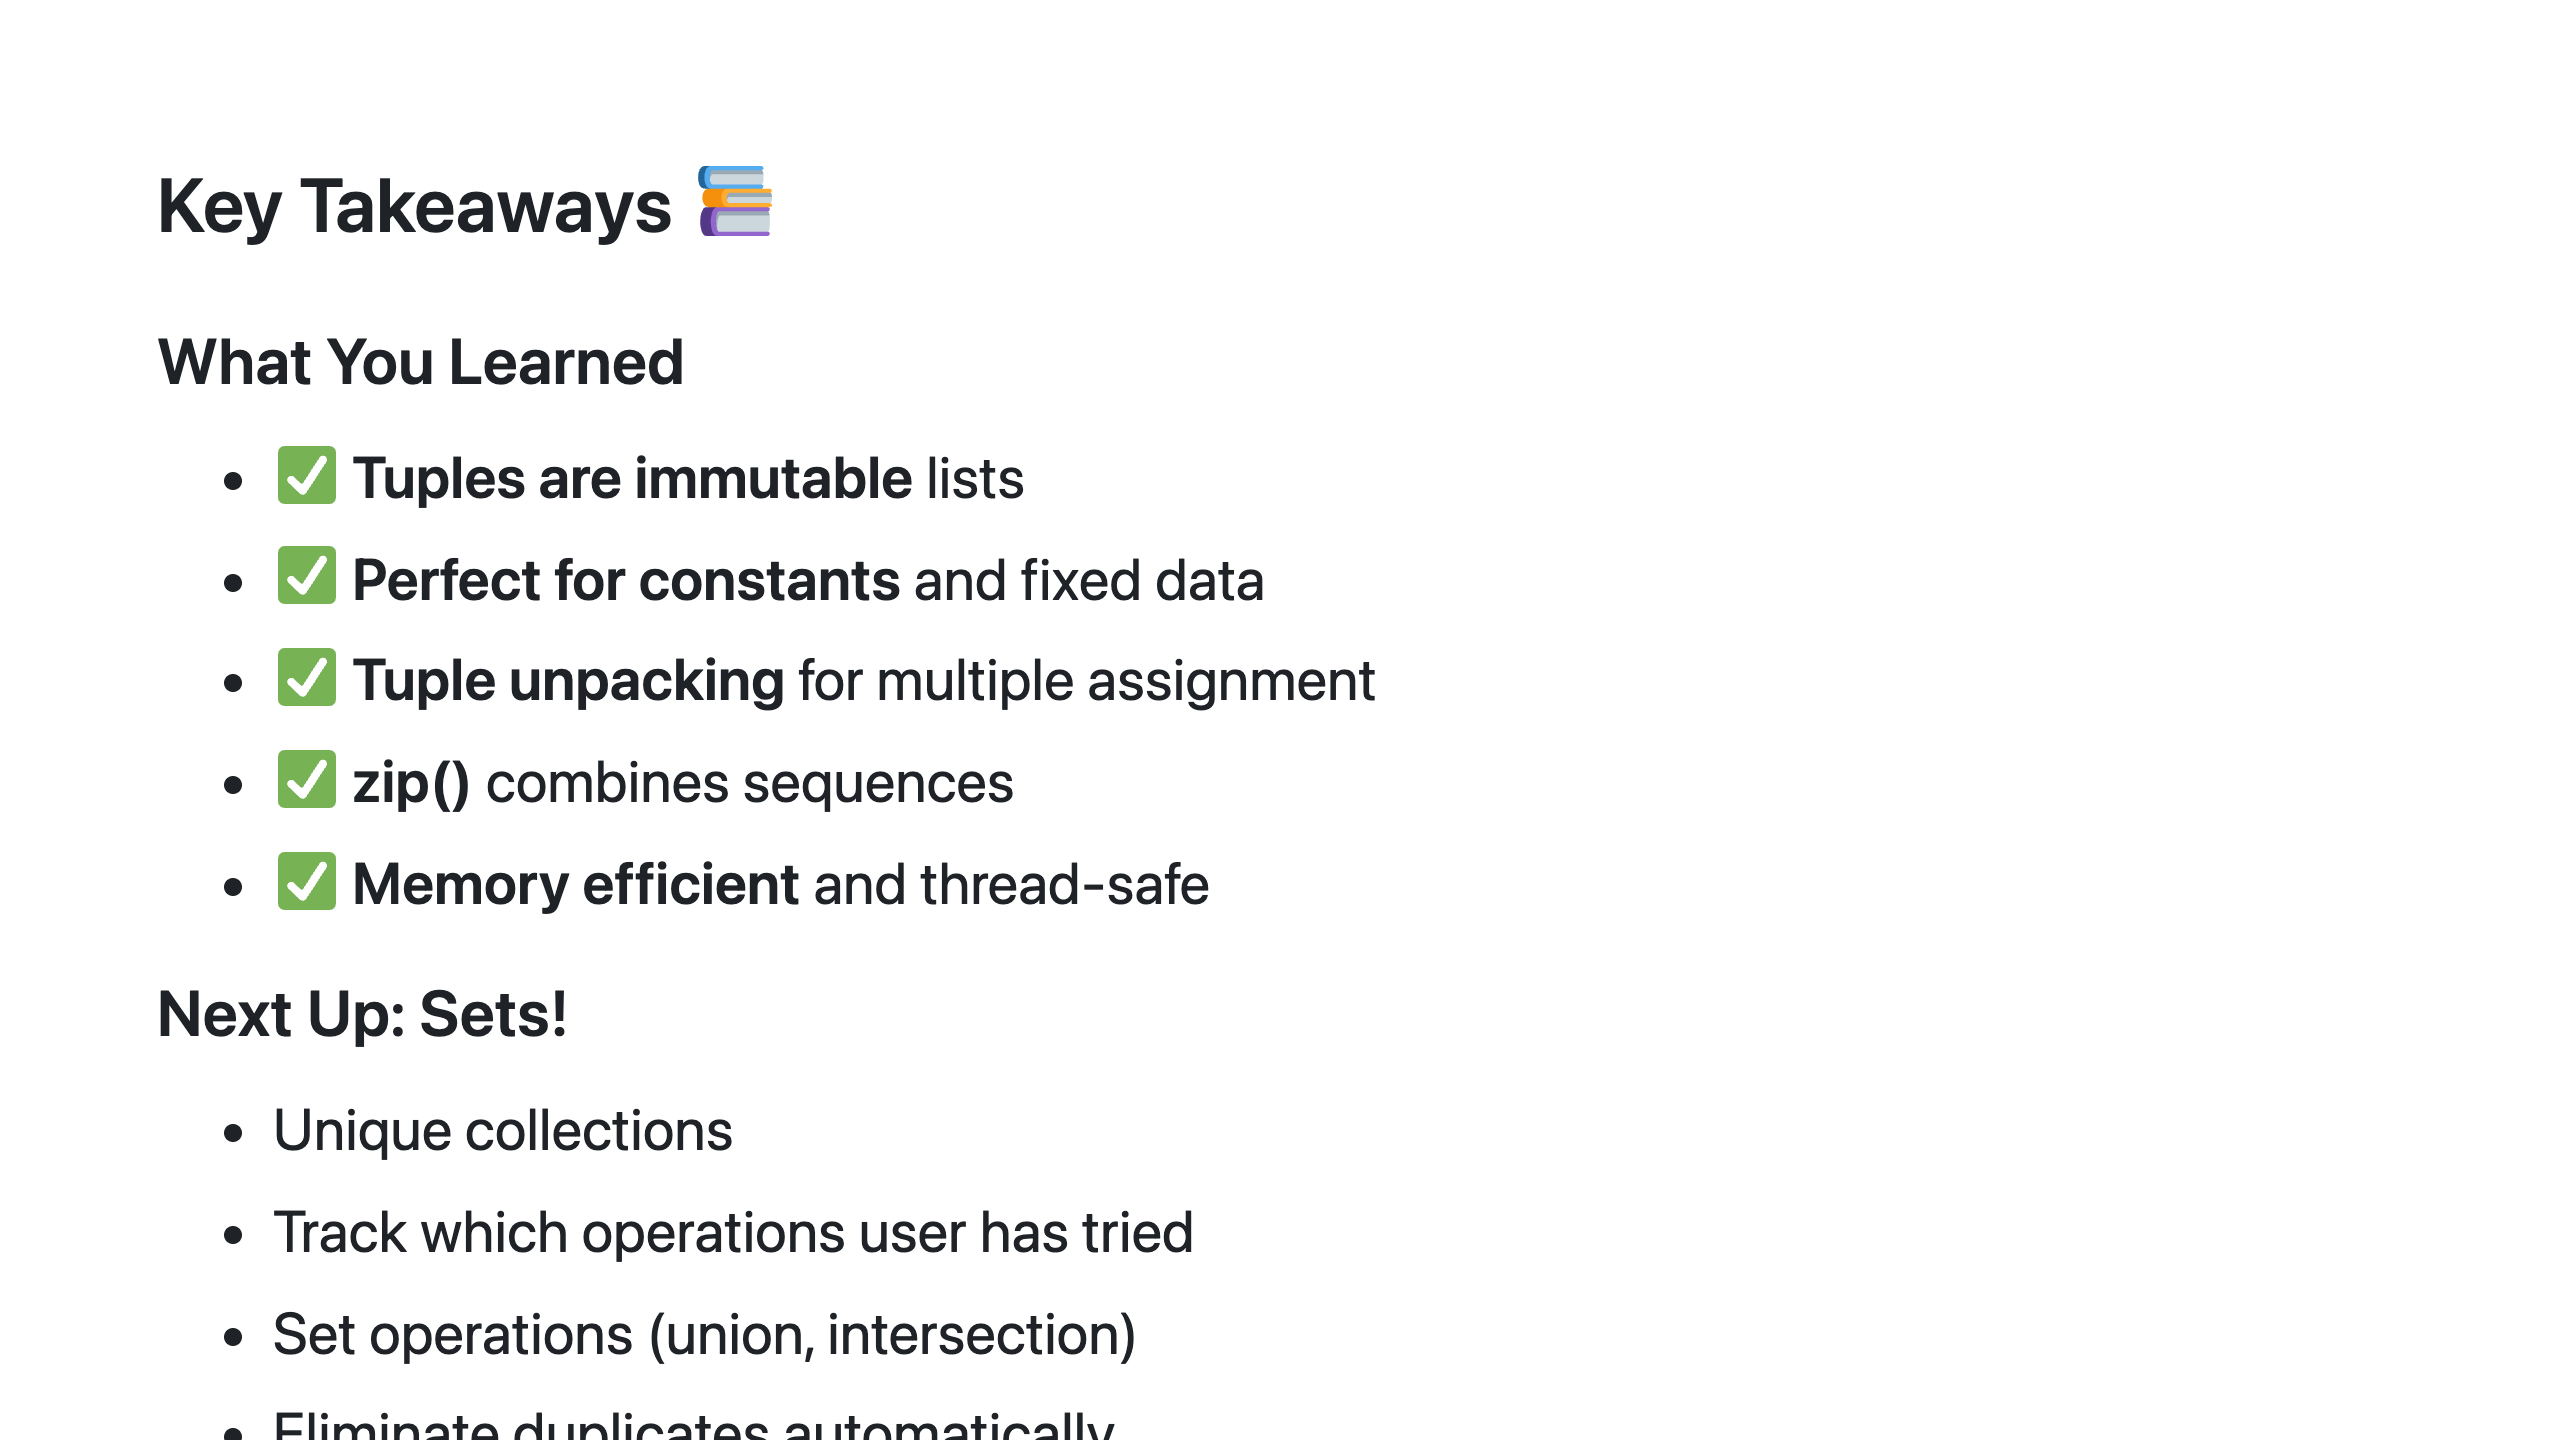 Key Takeaways 📚
What You Learned
• ✅ Tuples are immutable lists
• ✅ Perfect for constants and fixed data
• ✅ Tuple unpacking for multiple assignment
• ✅ zip() combines sequences
• ✅ Memory efficient and thread-safe
Next Up: Sets!
• Unique collections
• Track which operations user has tried
• Set operations (union, intersection)
• Eliminate duplicates automatically